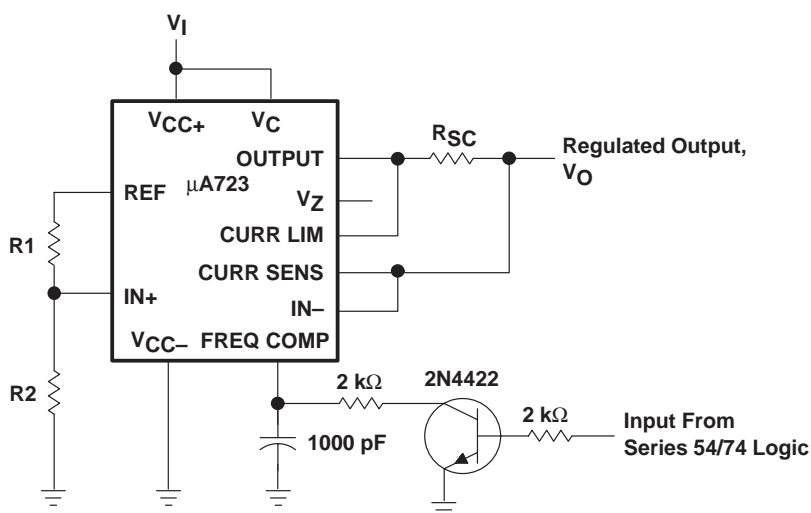 VI
VCC+
VC
RSC
OUTPUT
Regulated Output,
VO
REF
µA723
VZ
R1
CURR LIM
CURR SENS
IN+
IN–
VCC–
FREQ COMP
R2
2 kΩ
2N4422
2 kΩ
Input From
Series 54/74 Logic
1000 pF